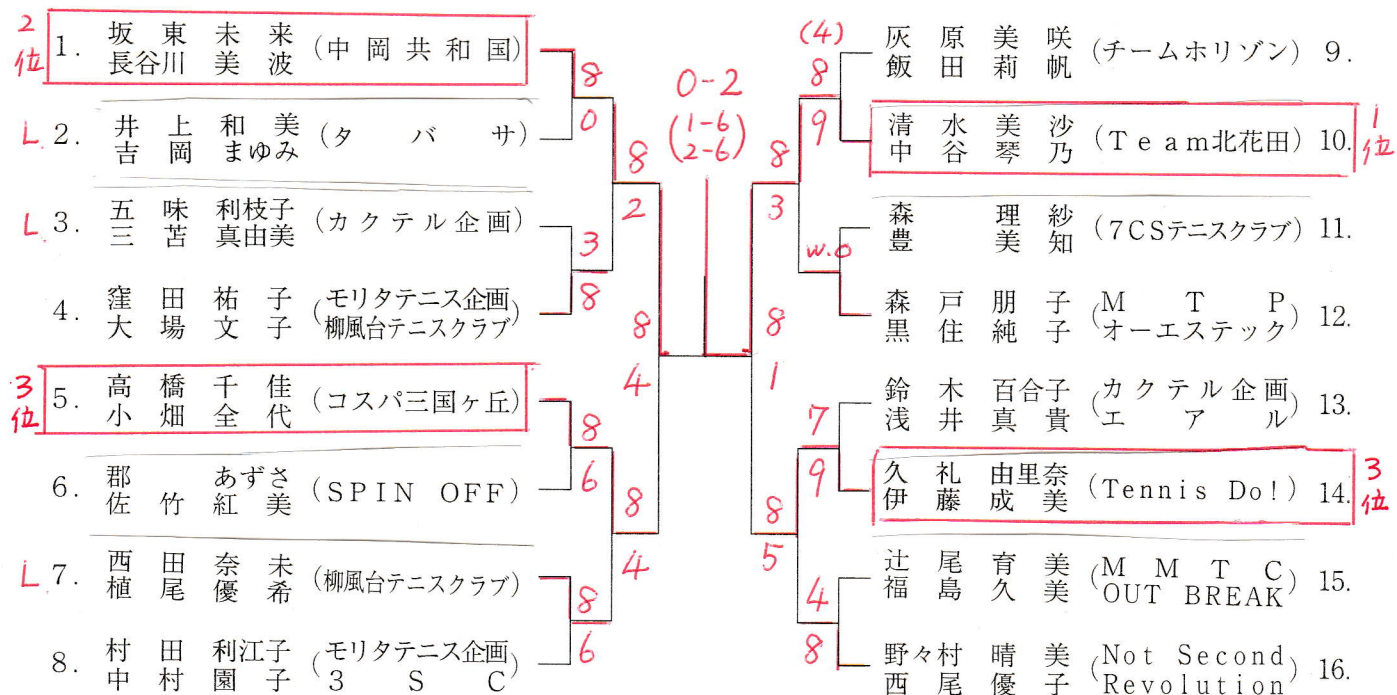 2位
1. 坂東未来 長谷川美波 (中岡共和国)
L 2. 井上和美 吉岡まゆみ (タバサ)
L 3. 五味利枝子 三苫真由美 (カクテル企画)
4. 窪田祐子 大場文子 (モリタテニス企画 柳風台テニスクラブ)
3位
5. 高橋千佳 小畑全代 (コスパ三国ヶ丘)
6. 郡あずさ 佐竹紅美 (SPIN OFF)
L 7. 西田奈未 植尾優希 (柳風台テニスクラブ)
8. 村田利江子 中村園子 (モリタテニス企画 3SC)
8
0
3
8
8
6
8
6
8
2
8
4
8
4
0-2
(1-6
2-6)
8
1
8
3
8
5
(4)
8
9
w.o
7
9
4
8
灰原美咲 飯田莉帆 (チームホリゾン) 9.
清水美沙 中谷琴乃 (Team北花田) 10.
1位
森理紗 豊美知 (7CSテニスクラブ) 11.
森戸朋子 黒住純子 (MTP オーエステック) 12.
鈴木百合子 浅井真貴 (カクテル企画 エアル) 13.
久礼由里奈 伊藤成美 (Tennis Do!) 14.
3位
辻尾育美 福島久美 (MMTC OUT BREAK) 15.
野々村晴美 西尾優子 (Not Second Revolution) 16.